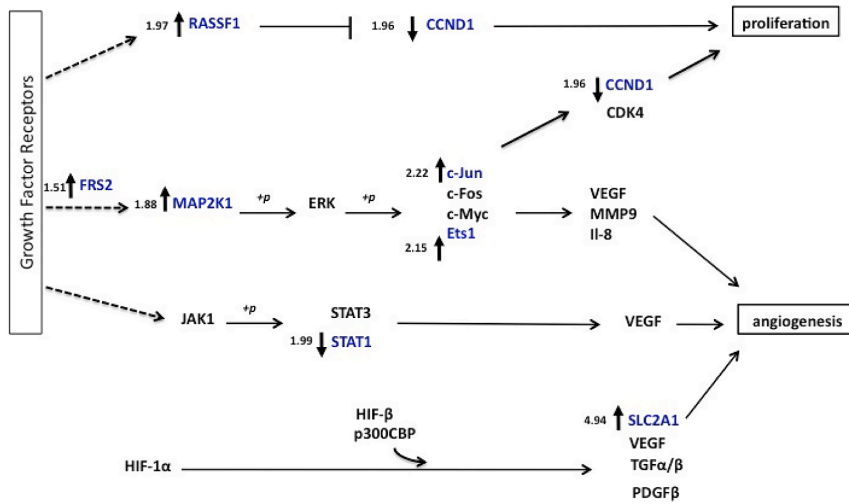 Growth Factor Receptors
1.97 RASSF1
1.96 CCND1
proliferation
1.96 CCND1
CDK4
1.51 FRS2
1.88 MAP2K1
+p
ERK
+p
2.22 c-Jun
c-Fos
c-Myc
Ets1
2.15
VEGF
MMP9
Il-8
JAK1
+p
STAT3
1.99 STAT1
VEGF
angiogenesis
HIF-β
p300CBP
HIF-1α
4.94 SLC2A1
VEGF
TGFα/β
PDGFβ